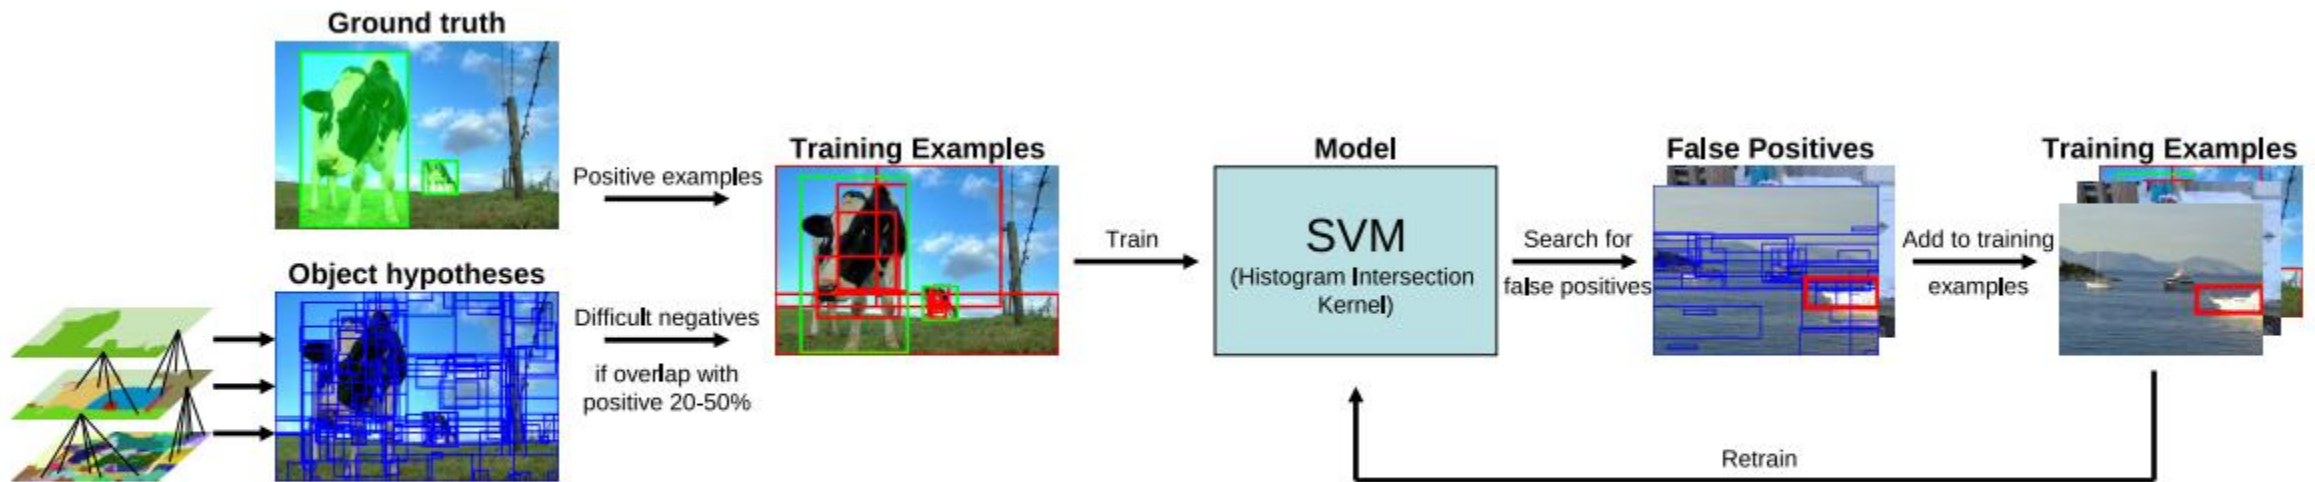 Ground truth
Positive examples
Object hypotheses
Difficult negatives
if overlap with
positive 20-50%
Training Examples
Train
Model
SVM
(Histogram Intersection
Kernel)
Search for
false positives
False Positives
Add to training
examples
Training Examples
Retrain